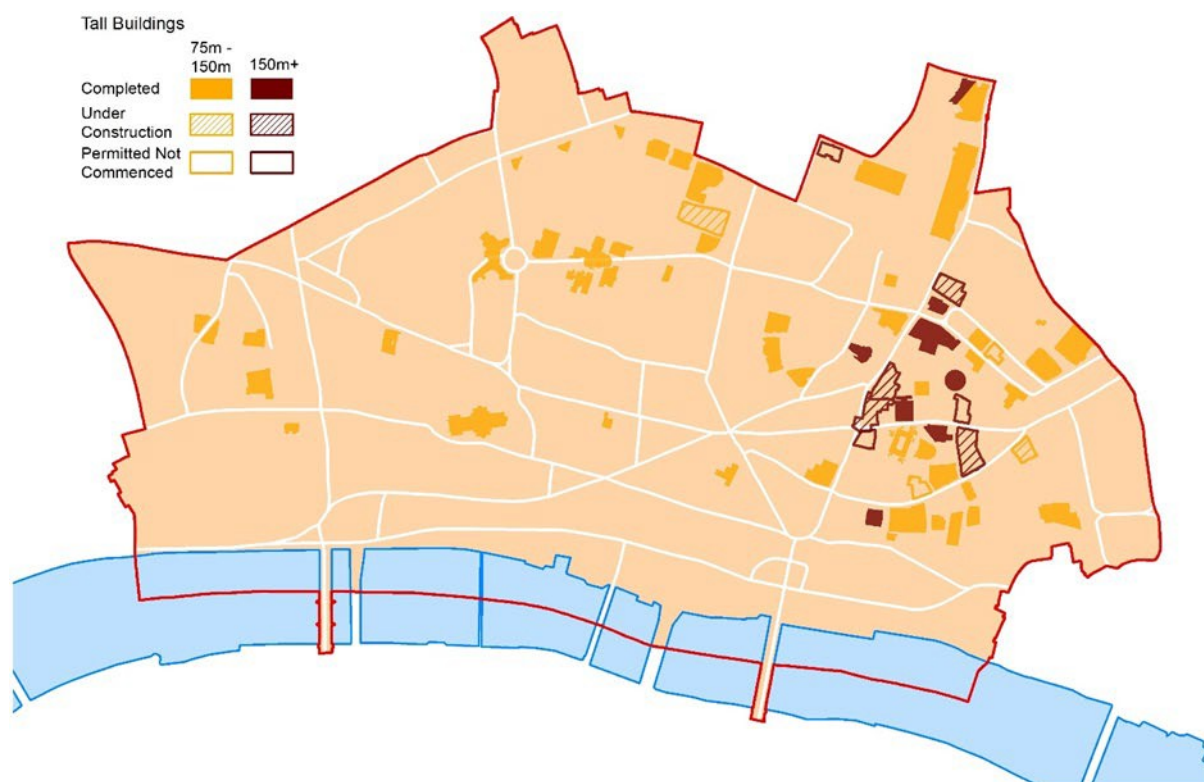 Tall Buildings
75m -
150m
150m+
Completed
Under
Construction
Permitted Not
Commenced